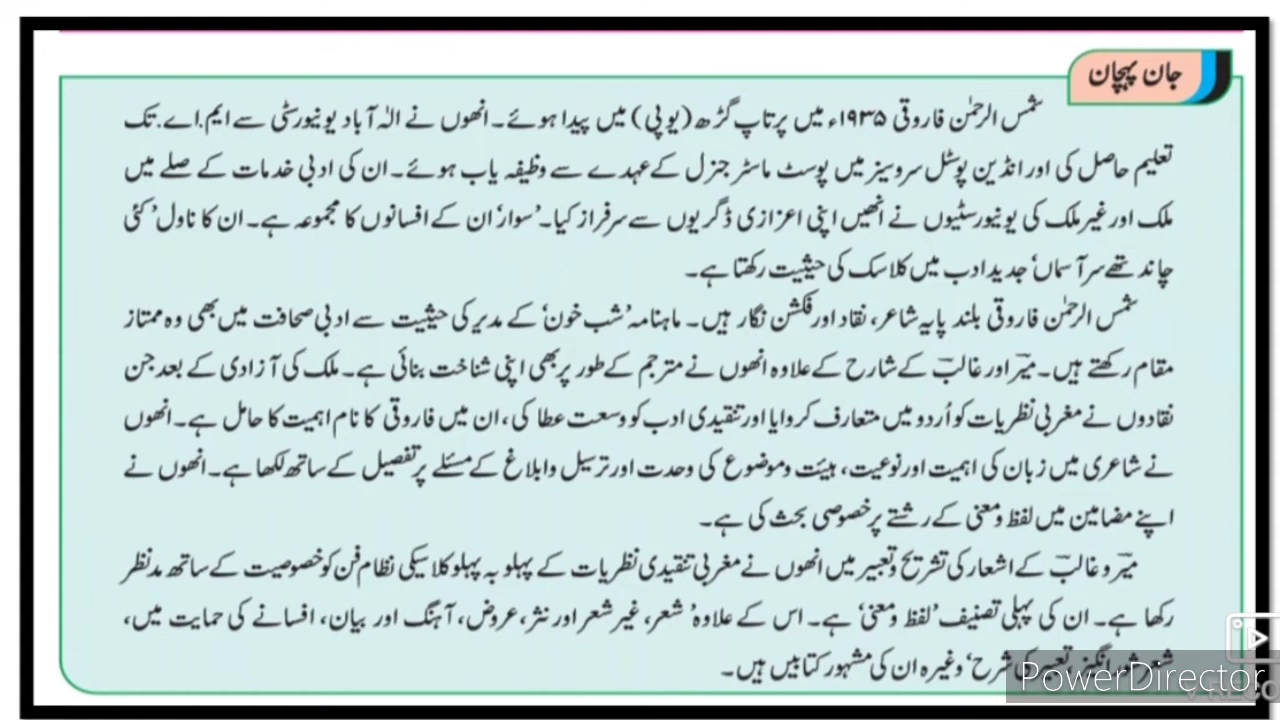 جان پہچان
شمس الرحمٰن فاروقی ۱۹۳۵ء میں پرتاپ گڑھ (یوپی) میں پیدا ہوئے۔ انھوں نے الٰہ آباد یونیورسٹی سے ایم.اے. تک
تعلیم حاصل کی اور انڈین پوسٹل سروسیز میں پوسٹ ماسٹر جنرل کے عہدے سے وظیفہ یاب ہوئے۔ ان کی ادبی خدمات کے صلے میں
ملک اور غیر ملک کی یونیورسٹیوں نے انھیں اپنی اعزازی ڈگریوں سے سرفراز کیا۔ 'سوار' ان کے افسانوں کا مجموعہ ہے۔ ان کا ناول 'کئی
چاند تھے سرِ آسماں' جدید ادب میں کلاسک کی حیثیت رکھتا ہے۔
شمس الرحمٰن فاروقی بلند پایہ شاعر، نقاد اور فکشن نگار ہیں۔ ماہنامہ 'شب خون' کے مدیر کی حیثیت سے ادبی صحافت میں بھی وہ ممتاز
مقام رکھتے ہیں۔ میرؔ اور غالبؔ کے شارح کے علاوہ انھوں نے مترجم کے طور پر بھی اپنی شناخت بنائی ہے۔ ملک کی آزادی کے بعد جن
نقادوں نے مغربی نظریات کو اُردو میں متعارف کروایا اور تنقیدی ادب کو وسعت عطا کی، ان میں فاروقی کا نام اہمیت کا حامل ہے۔ انھوں
نے شاعری میں زبان کی اہمیت اور نوعیت، ہیئت و موضوع کی وحدت اور ترسیل و ابلاغ کے مسئلے پر تفصیل کے ساتھ لکھا ہے۔ انھوں نے
اپنے مضامین میں لفظ و معنی کے رشتے پر خصوصی بحث کی ہے۔
میرؔ و غالبؔ کے اشعار کی تشریح و تعبیر میں انھوں نے مغربی تنقیدی نظریات کے پہلو بہ پہلو کلاسیکی نظامِ فن کو خصوصیت کے ساتھ مدنظر
رکھا ہے۔ ان کی پہلی تصنیف 'لفظ و معنی' ہے۔ اس کے علاوہ 'شعر، غیر شعر اور نثر، عروض، آہنگ اور بیان، افسانے کی حمایت میں،
شعر شور انگیز، تعبیر کی شرح' وغیرہ ان کی مشہور کتابیں ہیں۔
PowerDirector